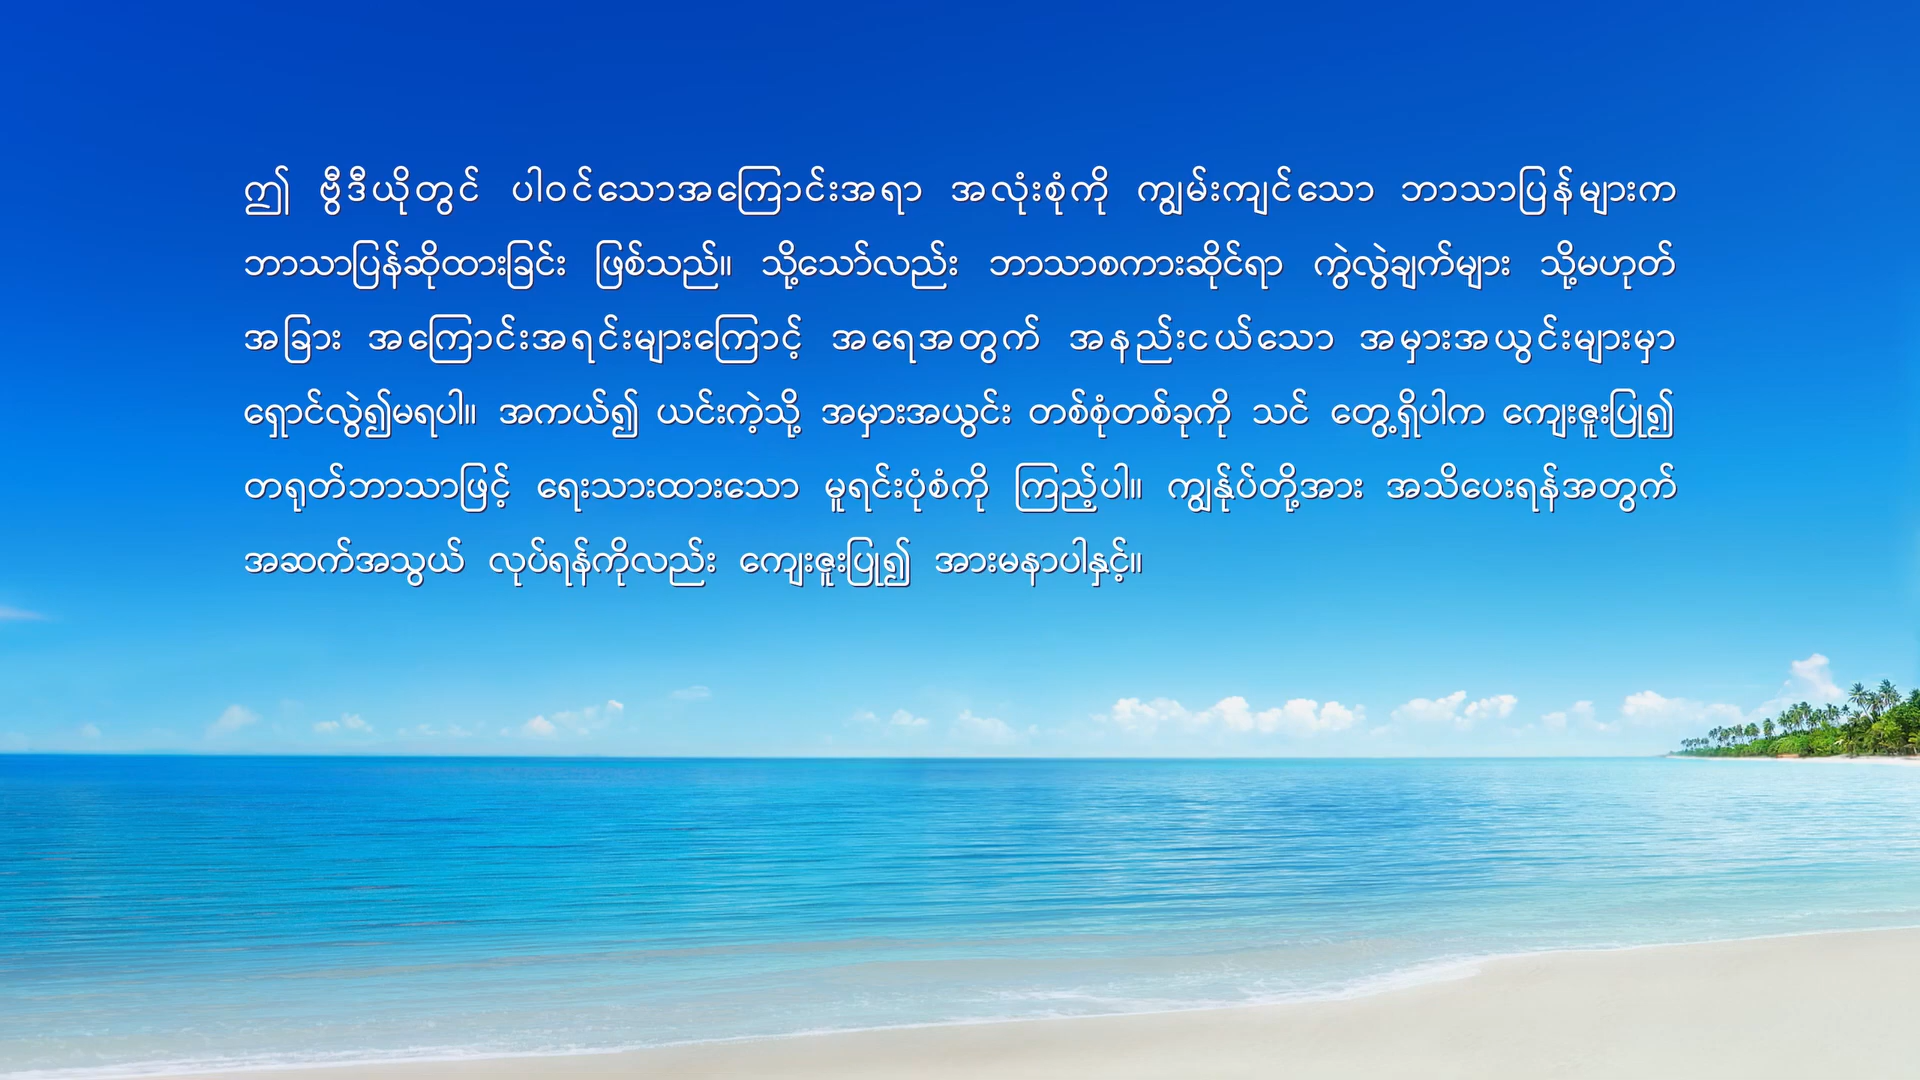 ဤ ဗွီဒီယိုတွင် ပါဝင်သောအကြောင်းအရာ အလုံးစုံကို ကျွမ်းကျင်သော ဘာသာပြန်များက
ဘာသာပြန်ဆိုထားခြင်း ဖြစ်သည်။ သို့သော်လည်း ဘာသာစကားဆိုင်ရာ ကွဲလွဲချက်များ သို့မဟုတ်
အခြား အကြောင်းအရင်းများကြောင့် အရေအတွက် အနည်းငယ်သော အမှားအယွင်းများမှာ
ရှောင်လွှဲ၍မရပါ။ အကယ်၍ ယင်းကဲ့သို့ အမှားအယွင်း တစ်စုံတစ်ခုကို သင် တွေ့ရှိပါက ကျေးဇူးပြု၍
တရုတ်ဘာသာဖြင့် ရေးသားထားသော မူရင်းပုံစံကို ကြည့်ပါ။ ကျွန်ုပ်တို့အား အသိပေးရန်အတွက်
အဆက်အသွယ် လုပ်ရန်ကိုလည်း ကျေးဇူးပြု၍ အားမနာပါနှင့်။